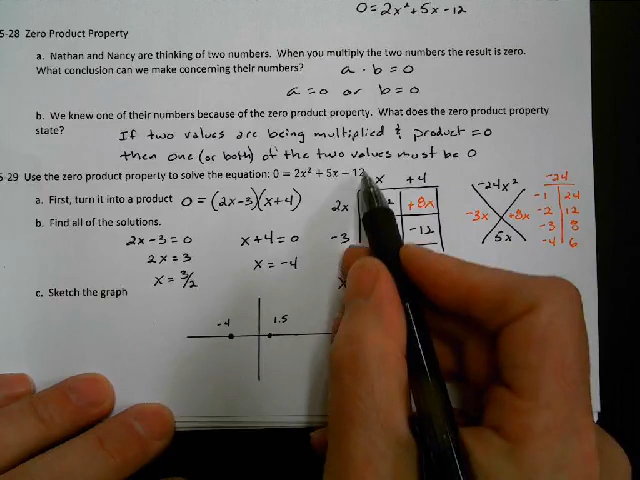 0 = 2x² + 5x - 12
5-28 Zero Product Property
a. Nathan and Nancy are thinking of two numbers. When you multiply the two numbers the result is zero.
What conclusion can we make concerning their numbers? a · b = 0
a = 0 or b = 0
b. We knew one of their numbers because of the zero product property. What does the zero product property
state? If two values are being multiplied & product = 0
then one (or both) of the two values must be 0
5-29 Use the zero product property to solve the equation: 0 = 2x² + 5x – 12
x +4
a. First, turn it into a product 0 = (2x-3)(x+4)
2x +8x
-3 -12
-24x²
-3x +8x
5x
-24
-1 24
-2 12
-3 8
-4 6
b. Find all of the solutions.
2x-3=0 x+4=0
2x=3 x=-4
x=3/2
c. Sketch the graph
-4 1.5